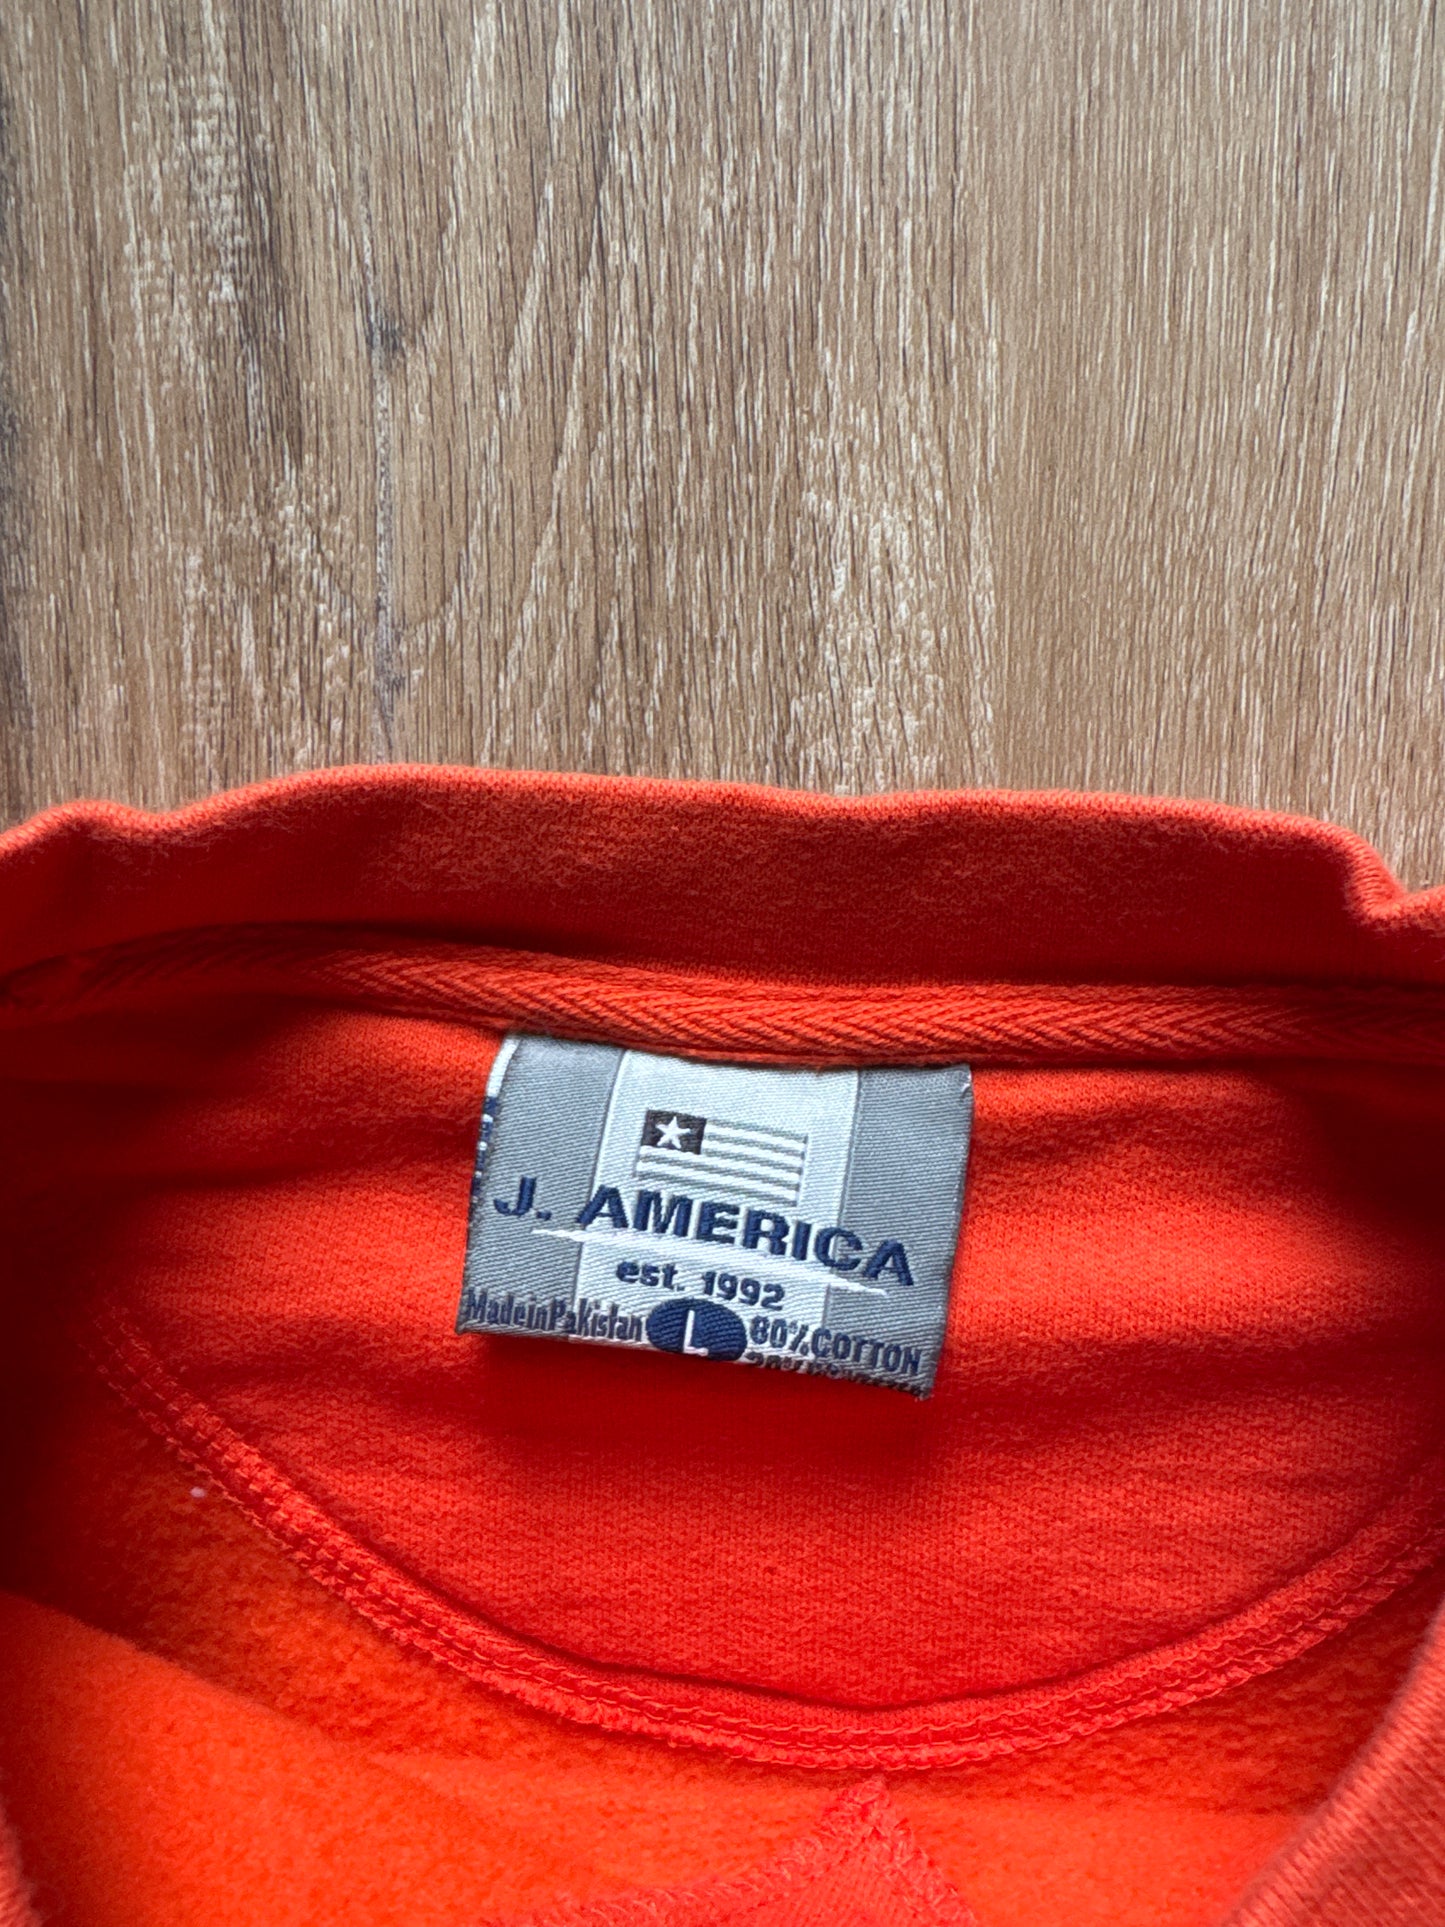 J. AMERICA
est. 1992
MadeinPakistan L 80%COTTON